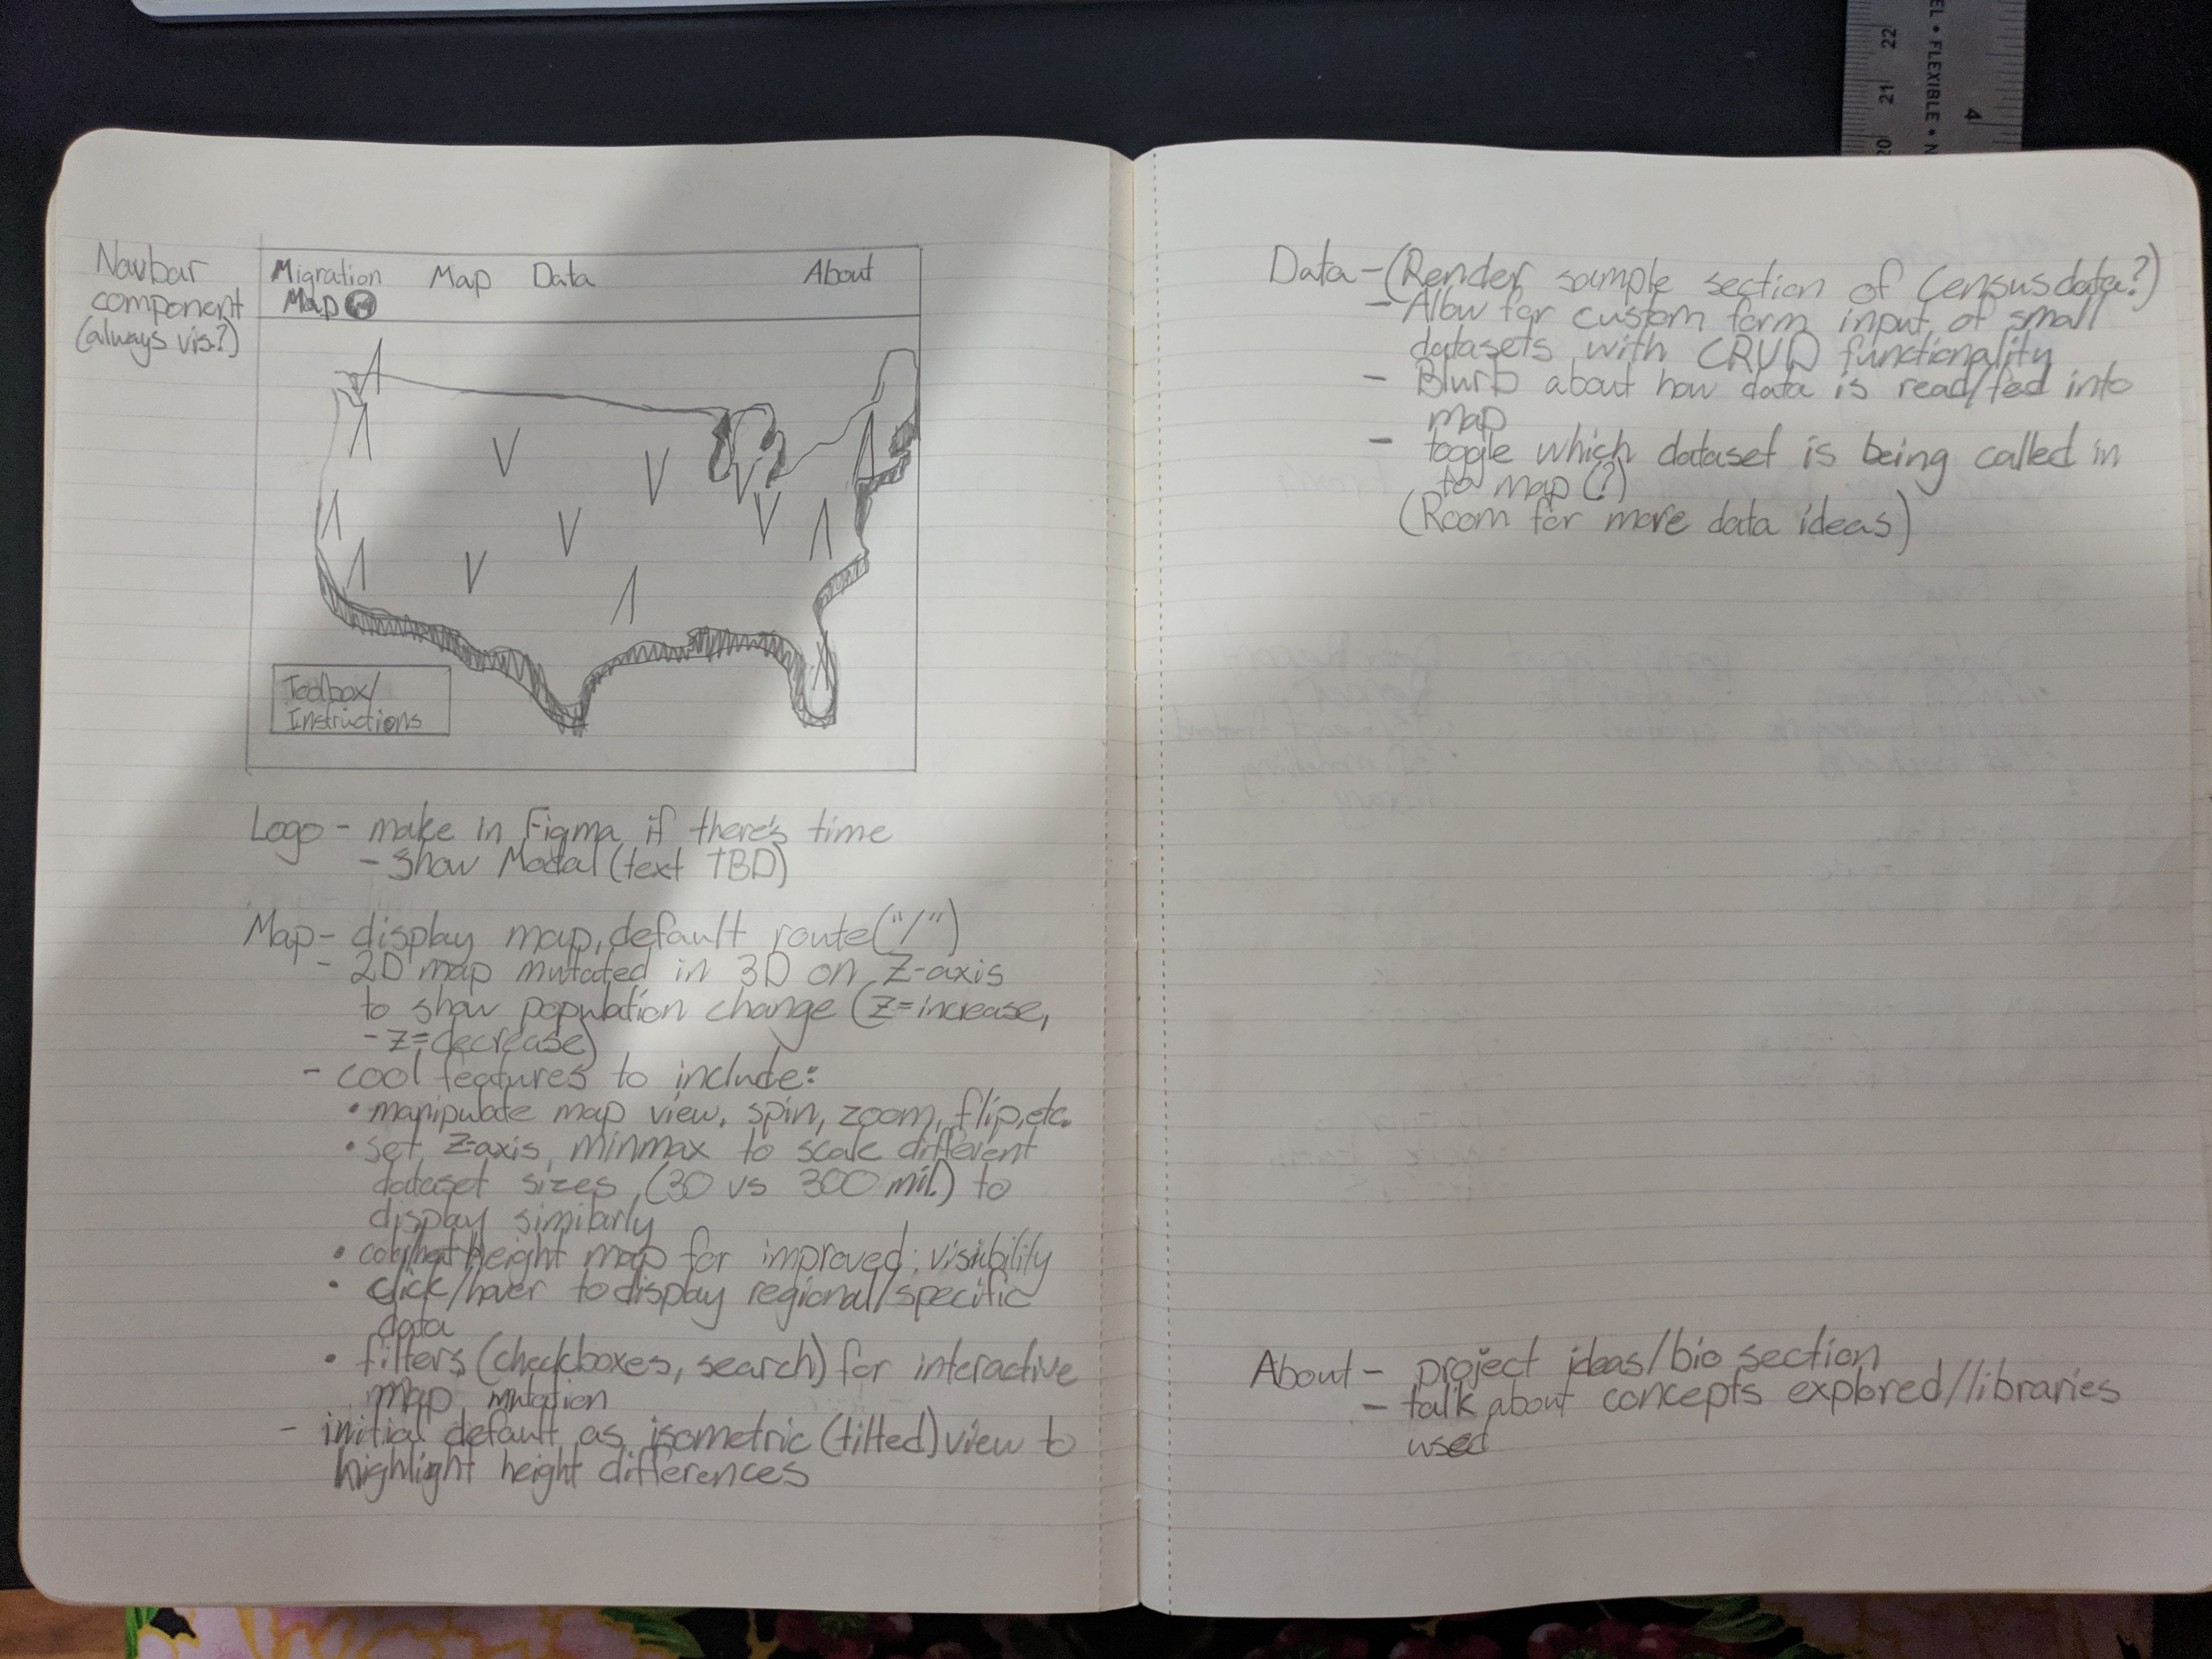 Navbar
component
(always vis.?)
Migration
Map
Map
Data
About
Toolbox/
Instructions
Logo - make in Figma if there's time
- Show Modal (text TBD)
Map - display map, default route ("/")
- 2D map mutated in 3D on Z-axis
to show population change (z=increase,
-z=decrease)
- cool features to include:
• manipulate map view, spin, zoom, flip, etc.
• set z-axis, minmax to scale different
dataset sizes (30 vs 300 mil.) to
display similarly
• height map for improved visibility
• click/hover to display regional/specific
data
• filters (checkboxes, search) for interactive
map mutation
- initial default as isometric (tilted) view to
highlight height differences
Data - (Render sample section of Census data?)
- Allow for custom form input of small
datasets with CRUD functionality
- Blurb about how data is read/fed into
map
- toggle which dataset is being called in
to map (?)
(Room for more data ideas)
About - project ideas/bio section
- talk about concepts explored/libraries
used
EL • FLEXIBLE • N
22
21
20
4